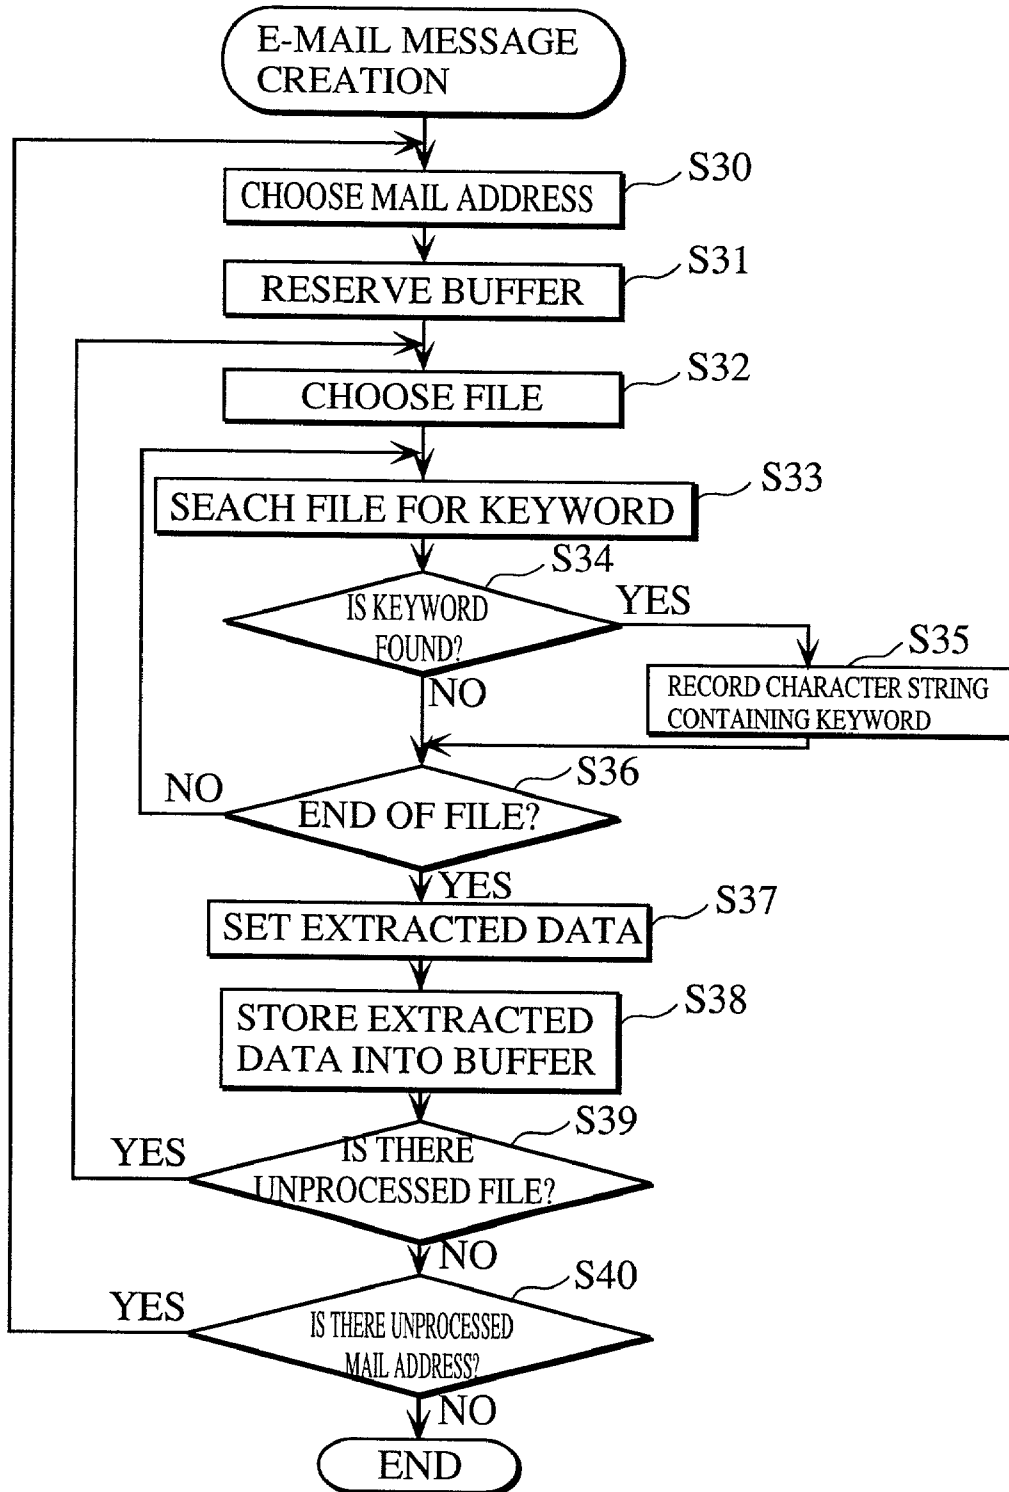 E-MAIL MESSAGE
CREATION
S30
CHOOSE MAIL ADDRESS
S31
RESERVE BUFFER
S32
CHOOSE FILE
S33
SEACH FILE FOR KEYWORD
S34
IS KEYWORD
FOUND?
YES
NO
S35
RECORD CHARACTER STRING
CONTAINING KEYWORD
S36
END OF FILE?
NO
YES
S37
SET EXTRACTED DATA
S38
STORE EXTRACTED
DATA INTO BUFFER
S39
IS THERE
UNPROCESSED FILE?
YES
NO
S40
IS THERE UNPROCESSED
MAIL ADDRESS?
YES
NO
END